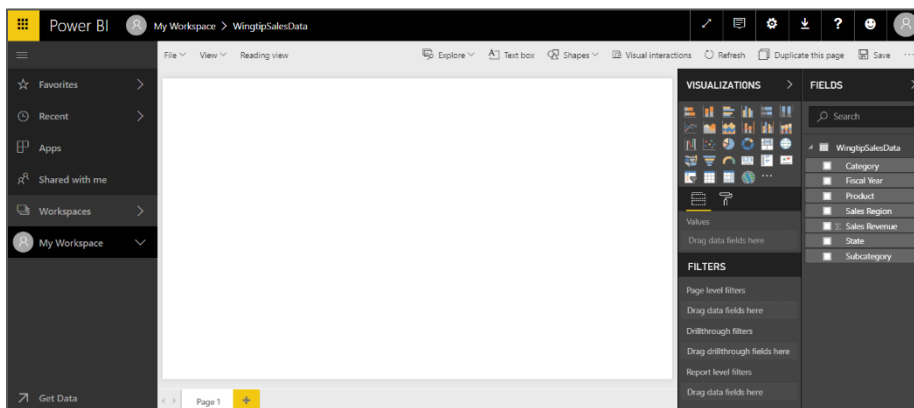 Power BI My Workspace > WingtipSalesData ?
File View Reading view Explore Text box Shapes Visual interactions Refresh Duplicate this page Save ...
Favorites
Recent
Apps
Shared with me
Workspaces
My Workspace
Get Data
Page 1 +
VISUALIZATIONS
Values
Drag data fields here
FILTERS
Page level filters
Drag data fields here
Drillthrough filters
Drag drillthrough fields here
Report level filters
Drag data fields here
FIELDS
Search
WingtipSalesData
Category
Fiscal Year
Product
Sales Region
Σ Sales Revenue
State
Subcategory